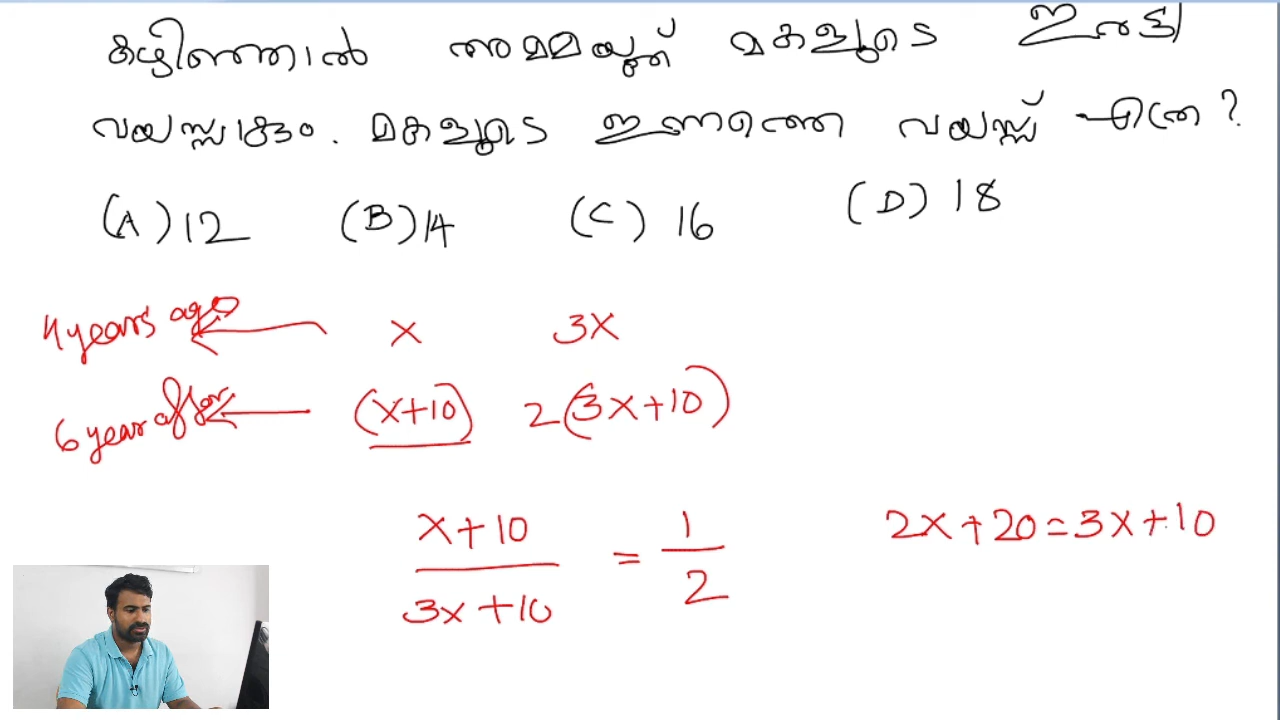 കഴിഞ്ഞാൽ അമ്മയ്ക്ക് മകളുടെ ഇരട്ടി
വയസ്സാകും. മകളുടെ ഇന്നത്തെ വയസ്സ് എത്ര?
(A) 12 (B) 14 (C) 16 (D) 18
4 years ago ← x 3x
6 year after ← (x+10) 2(3x+10)
x+10 / 3x+10 = 1/2 2x+20=3x+10